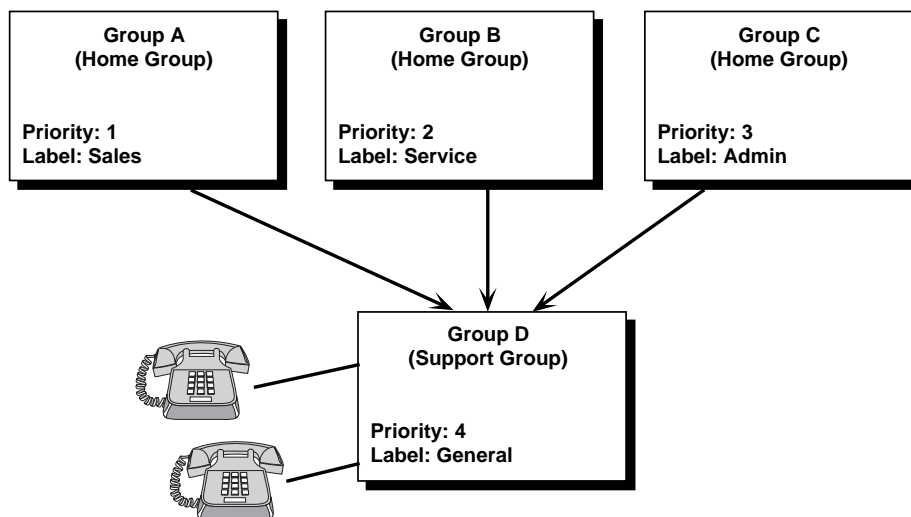 Group A
(Home Group)
Priority: 1
Label: Sales
Group B
(Home Group)
Priority: 2
Label: Service
Group C
(Home Group)
Priority: 3
Label: Admin
Group D
(Support Group)
Priority: 4
Label: General